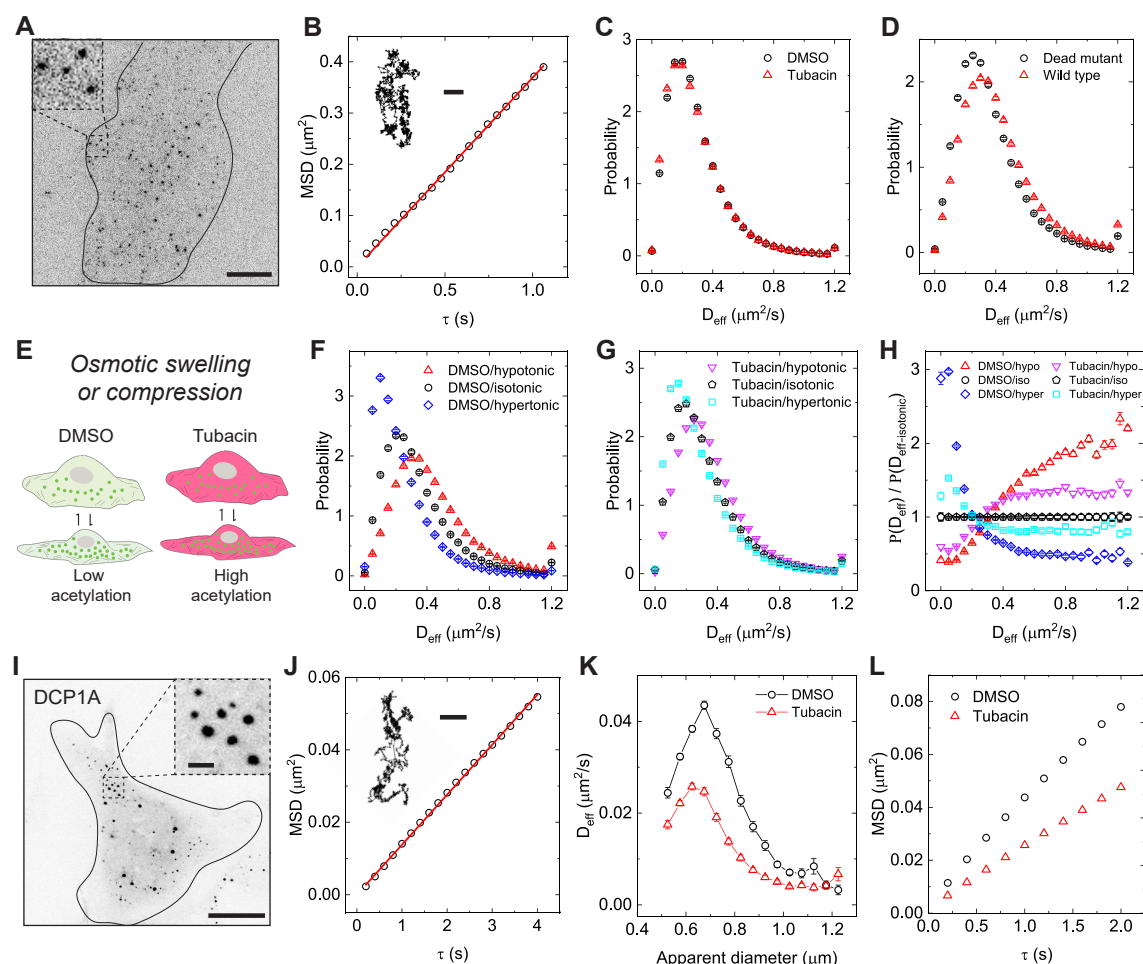 A
B
MSD (μm²)
0.4
0.3
0.2
0.1
0.0
0.0
0.5
1.0
τ (s)
C
DMSO
Tubacin
Probability
3
2
1
0
0.0
0.4
0.8
1.2
D_eff (μm²/s)
D
Dead mutant
Wild type
Probability
2
1
0
0.0
0.4
0.8
1.2
D_eff (μm²/s)
E
Osmotic swelling
or compression
DMSO
Tubacin
Low
acetylation
High
acetylation
F
DMSO/hypotonic
DMSO/isotonic
DMSO/hypertonic
Probability
3
2
1
0
0.0
0.4
0.8
1.2
D_eff (μm²/s)
G
Tubacin/hypotonic
Tubacin/isotonic
Tubacin/hypertonic
Probability
3
2
1
0
0.0
0.4
0.8
1.2
D_eff (μm²/s)
H
DMSO/hypo
DMSO/iso
DMSO/hyper
Tubacin/hypo
Tubacin/iso
Tubacin/hyper
P(D_eff) / P(D_eff-isotonic)
3
2
1
0
0.0
0.4
0.8
1.2
D_eff (μm²/s)
I
DCP1A
J
MSD (μm²)
0.06
0.04
0.02
0.00
0
1
2
3
4
τ (s)
K
DMSO
Tubacin
D_eff (μm²/s)
0.04
0.02
0.00
0.4
0.6
0.8
1.0
1.2
Apparent diameter (μm)
L
DMSO
Tubacin
MSD (μm²)
0.08
0.06
0.04
0.02
0.00
0.0
0.5
1.0
1.5
2.0
τ (s)